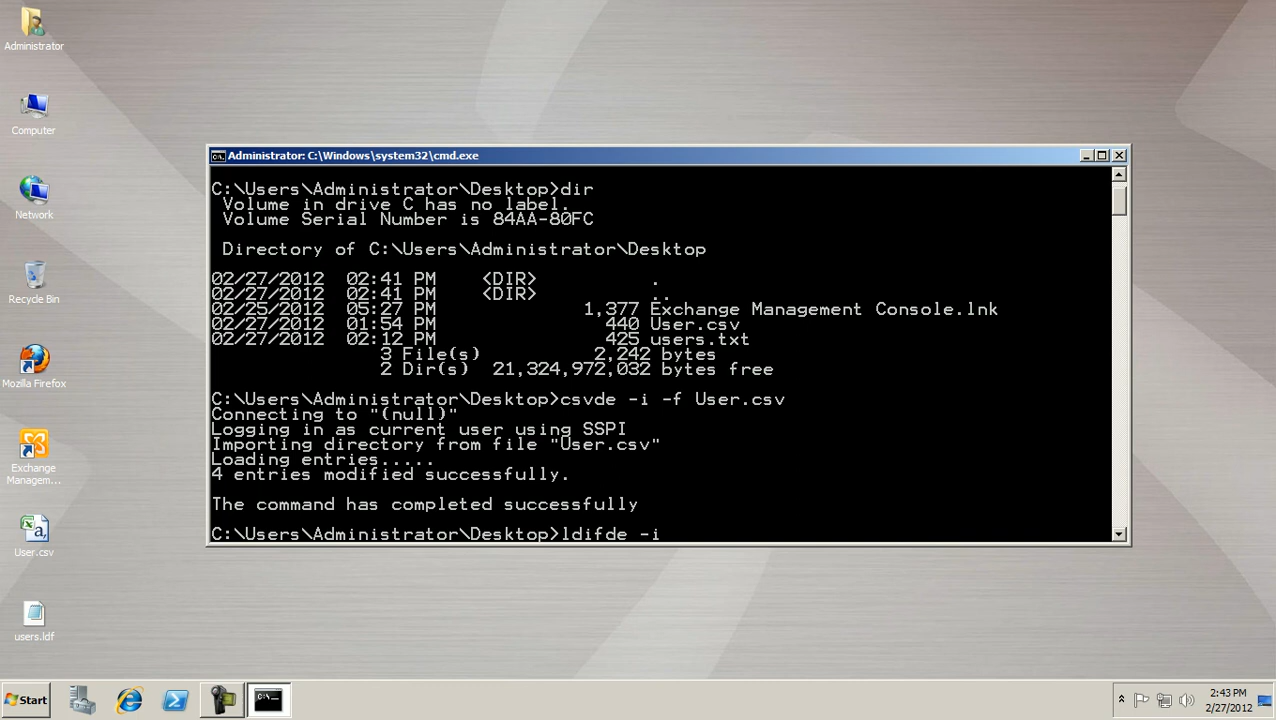 Administrator
Computer
Network
Recycle Bin
Mozilla Firefox
Exchange
Managem...
User.csv
users.ldf
Administrator: C:\Windows\system32\cmd.exe
C:\Users\Administrator\Desktop>dir
Volume in drive C has no label.
Volume Serial Number is 84AA-80FC
Directory of C:\Users\Administrator\Desktop
02/27/2012 02:41 PM <DIR> .
02/27/2012 02:41 PM <DIR> ..
02/25/2012 05:27 PM 1,377 Exchange Management Console.lnk
02/27/2012 01:54 PM 440 User.csv
02/27/2012 02:12 PM 425 users.txt
3 File(s) 2,242 bytes
2 Dir(s) 21,324,972,032 bytes free
C:\Users\Administrator\Desktop>csvde -i -f User.csv
Connecting to "(null)"
Logging in as current user using SSPI
Importing directory from file "User.csv"
Loading entries.....
4 entries modified successfully.
The command has completed successfully
C:\Users\Administrator\Desktop>ldifde -i
Start
2:43 PM
2/27/2012